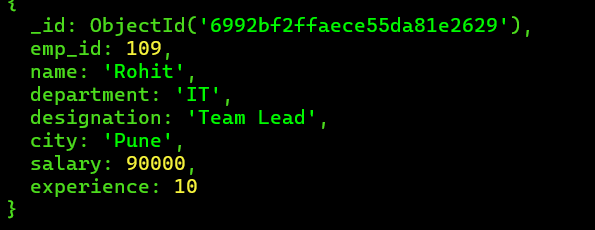 {
  _id: ObjectId('6992bf2ffaece55da81e2629'),
  emp_id: 109,
  name: 'Rohit',
  department: 'IT',
  designation: 'Team Lead',
  city: 'Pune',
  salary: 90000,
  experience: 10
}